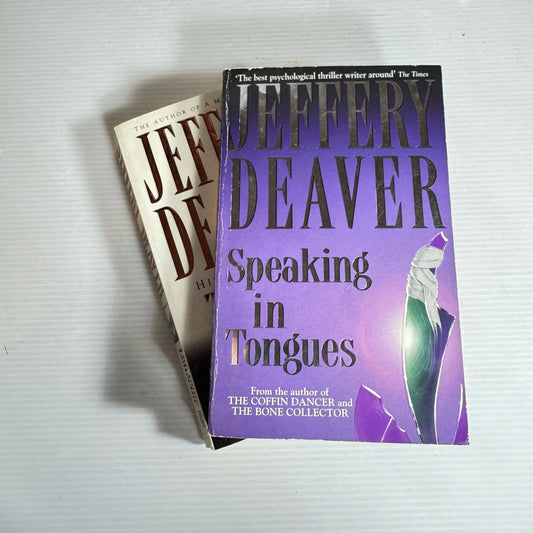 'The best psychological thriller writer around' The Times
JEFFERY
DEAVER
Speaking
in
Tongues
From the author of
THE COFFIN DANCER and
THE BONE COLLECTOR
THE AUTHOR OF A
JEFF
DE
HI